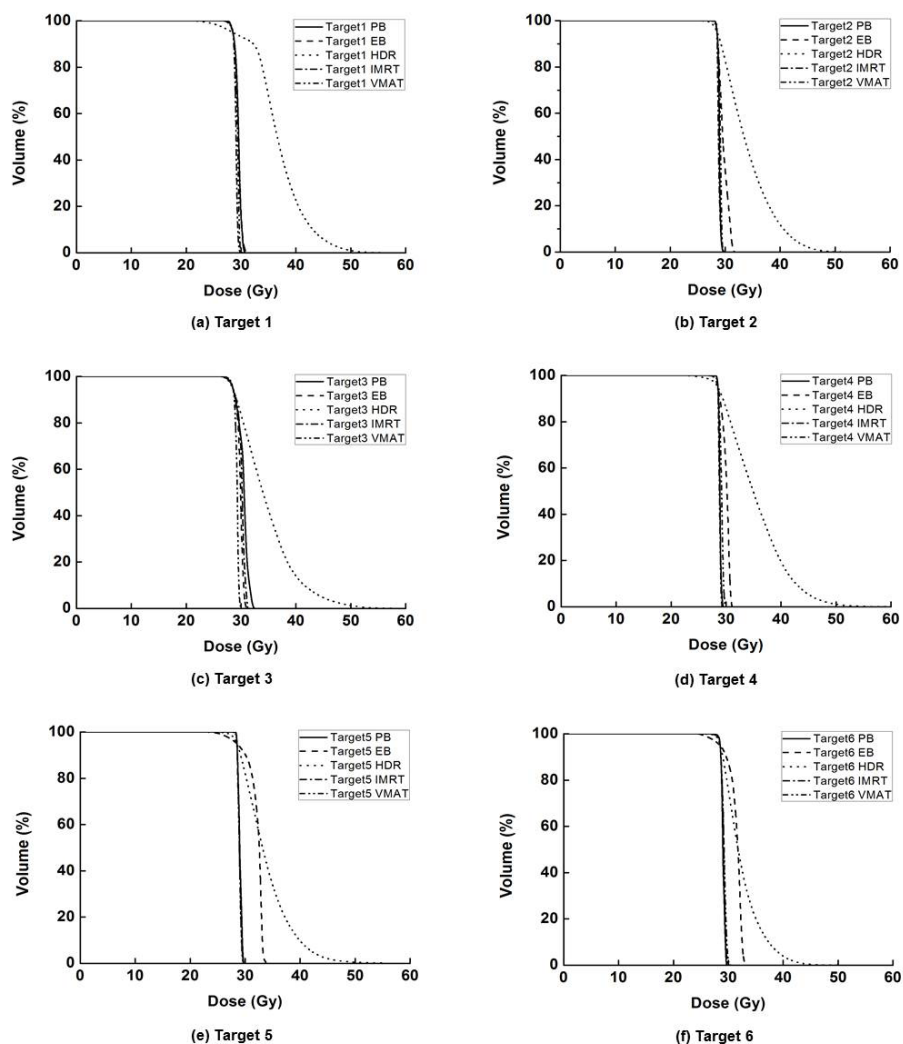 Target1 PB
Target1 EB
Target1 HDR
Target1 IMRT
Target1 VMAT
100
80
60
40
20
0
Volume (%)
0 10 20 30 40 50 60
Dose (Gy)
(a) Target 1
Target2 PB
Target2 EB
Target2 HDR
Target2 IMRT
Target2 VMAT
100
80
60
40
20
0
Volume (%)
0 10 20 30 40 50 60
Dose (Gy)
(b) Target 2
Target3 PB
Target3 EB
Target3 HDR
Target3 IMRT
Target3 VMAT
100
80
60
40
20
0
Volume (%)
0 10 20 30 40 50 60
Dose (Gy)
(c) Target 3
Target4 PB
Target4 EB
Target4 HDR
Target4 IMRT
Target4 VMAT
100
80
60
40
20
0
Volume (%)
0 10 20 30 40 50 60
Dose (Gy)
(d) Target 4
Target5 PB
Target5 EB
Target5 HDR
Target5 IMRT
Target5 VMAT
100
80
60
40
20
0
Volume (%)
0 10 20 30 40 50 60
Dose (Gy)
(e) Target 5
Target6 PB
Target6 EB
Target6 HDR
Target6 IMRT
Target6 VMAT
100
80
60
40
20
0
Volume (%)
0 10 20 30 40 50 60
Dose (Gy)
(f) Target 6